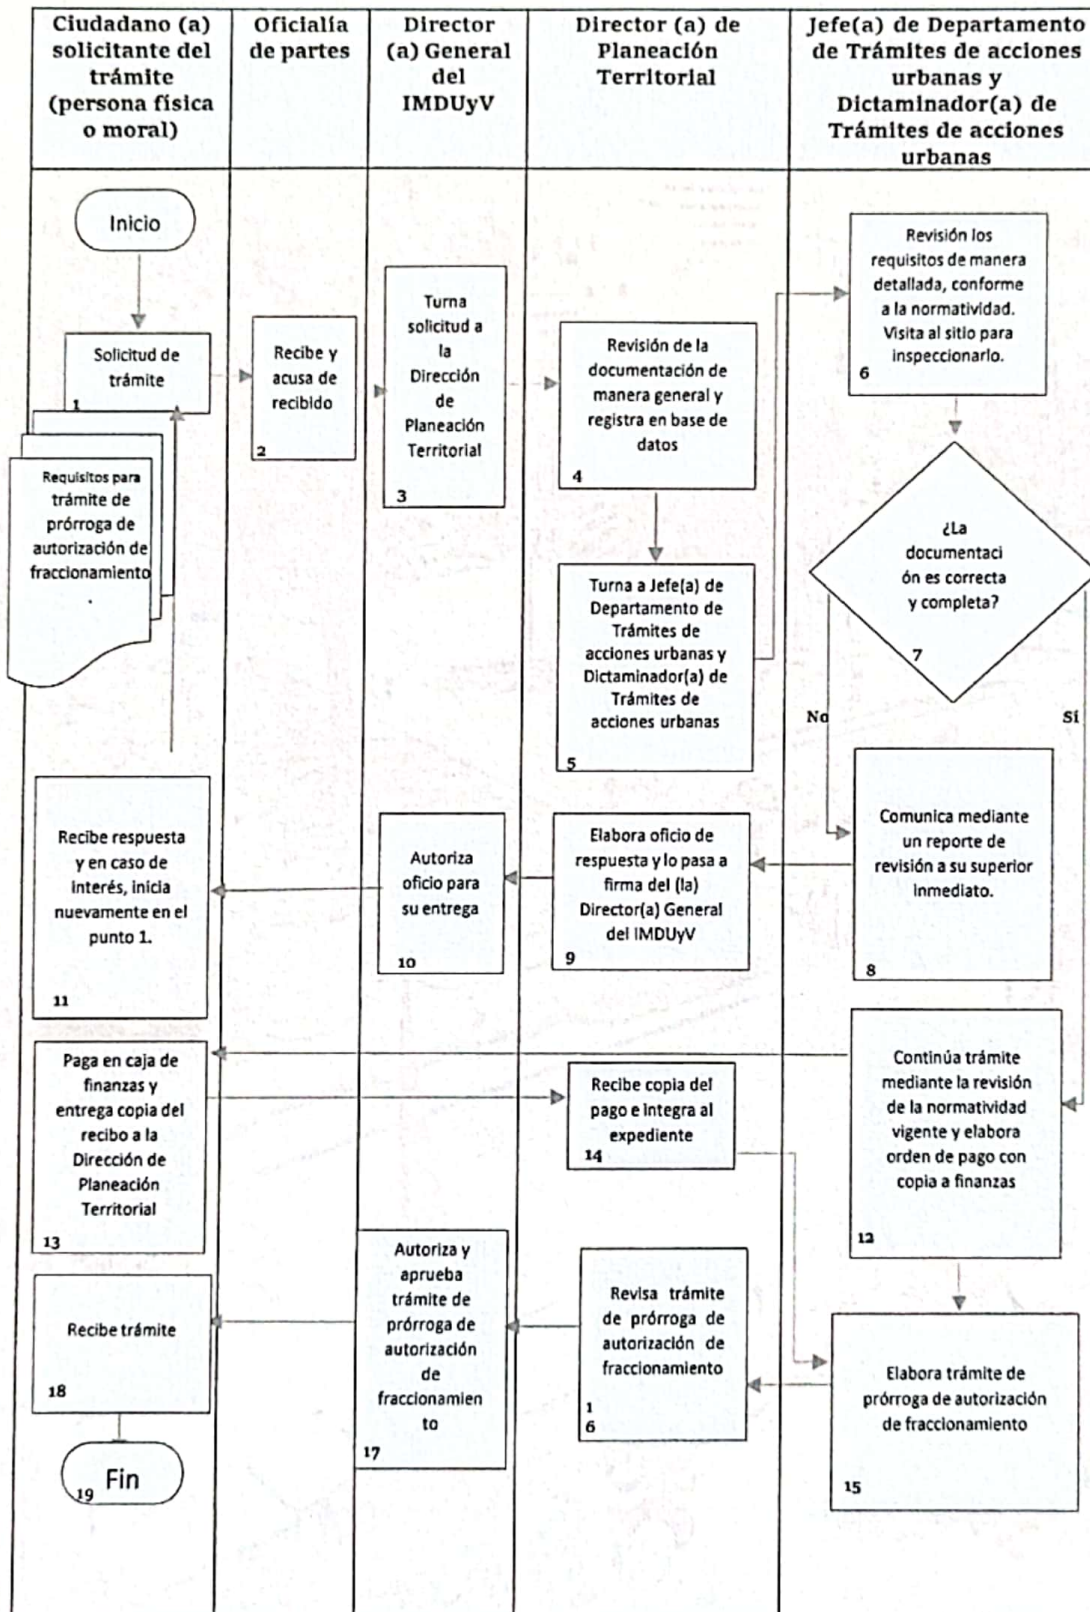 Ciudadano (a)
solicitante del
trámite
(persona física
o moral)
Oficialía
de partes
Director
(a) General
del
IMDUyV
Director (a) de
Planeación
Territorial
Jefe(a) de Departamento
de Trámites de acciones
urbanas y
Dictaminador(a) de
Trámites de acciones
urbanas
Inicio
Solicitud de
trámite
1
Requisitos para
trámite de
prórroga de
autorización de
fraccionamiento
Recibe y
acusa de
recibido
2
Turna
solicitud a
la
Dirección
de
Planeación
Territorial
3
Revisión de la
documentación de
manera general y
registra en base de
datos
4
Turna a Jefe(a) de
Departamento de
Trámites de
acciones urbanas y
Dictaminador(a) de
Trámites de
acciones urbanas
5
Revisión los
requisitos de manera
detallada, conforme
a la normatividad.
Visita al sitio para
inspeccionarlo.
6
¿La
documentaci
ón es correcta
y completa?
7
No
Sí
Comunica mediante
un reporte de
revisión a su superior
inmediato.
8
Elabora oficio de
respuesta y lo pasa a
firma del (la)
Director(a) General
del IMDUyV
9
Autoriza
oficio para
su entrega
10
Recibe respuesta
y en caso de
interés, inicia
nuevamente en el
punto 1.
11
Continúa trámite
mediante la revisión
de la normatividad
vigente y elabora
orden de pago con
copia a finanzas
12
Paga en caja de
finanzas y
entrega copia del
recibo a la
Dirección de
Planeación
Territorial
13
Recibe copia del
pago e integra al
expediente
14
Elabora trámite de
prórroga de autorización
de fraccionamiento
15
Revisa trámite
de prórroga de
autorización de
fraccionamiento
1
6
Autoriza y
aprueba
trámite de
prórroga de
autorización
de
fraccionamien
to
17
Recibe trámite
18
Fin
19